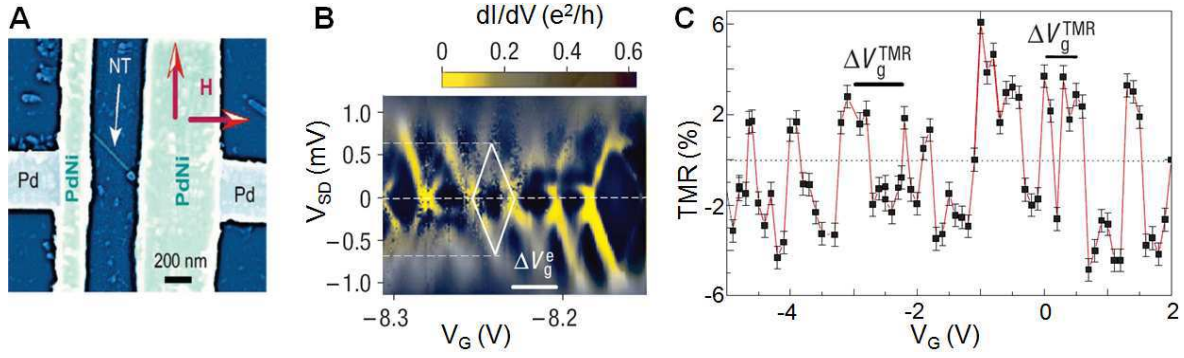 A
NT
H
Pd
PdNi
PdNi
Pd
200 nm
B
dI/dV (e²/h)
0 0.2 0.4 0.6
V_SD (mV)
1.0
0.5
0
-0.5
-1.0
ΔV_g^e
−8.3 −8.2
V_G (V)
C
TMR (%)
6
2
-2
-6
ΔV_g^TMR
ΔV_g^TMR
-4 -2 0 2
V_G (V)